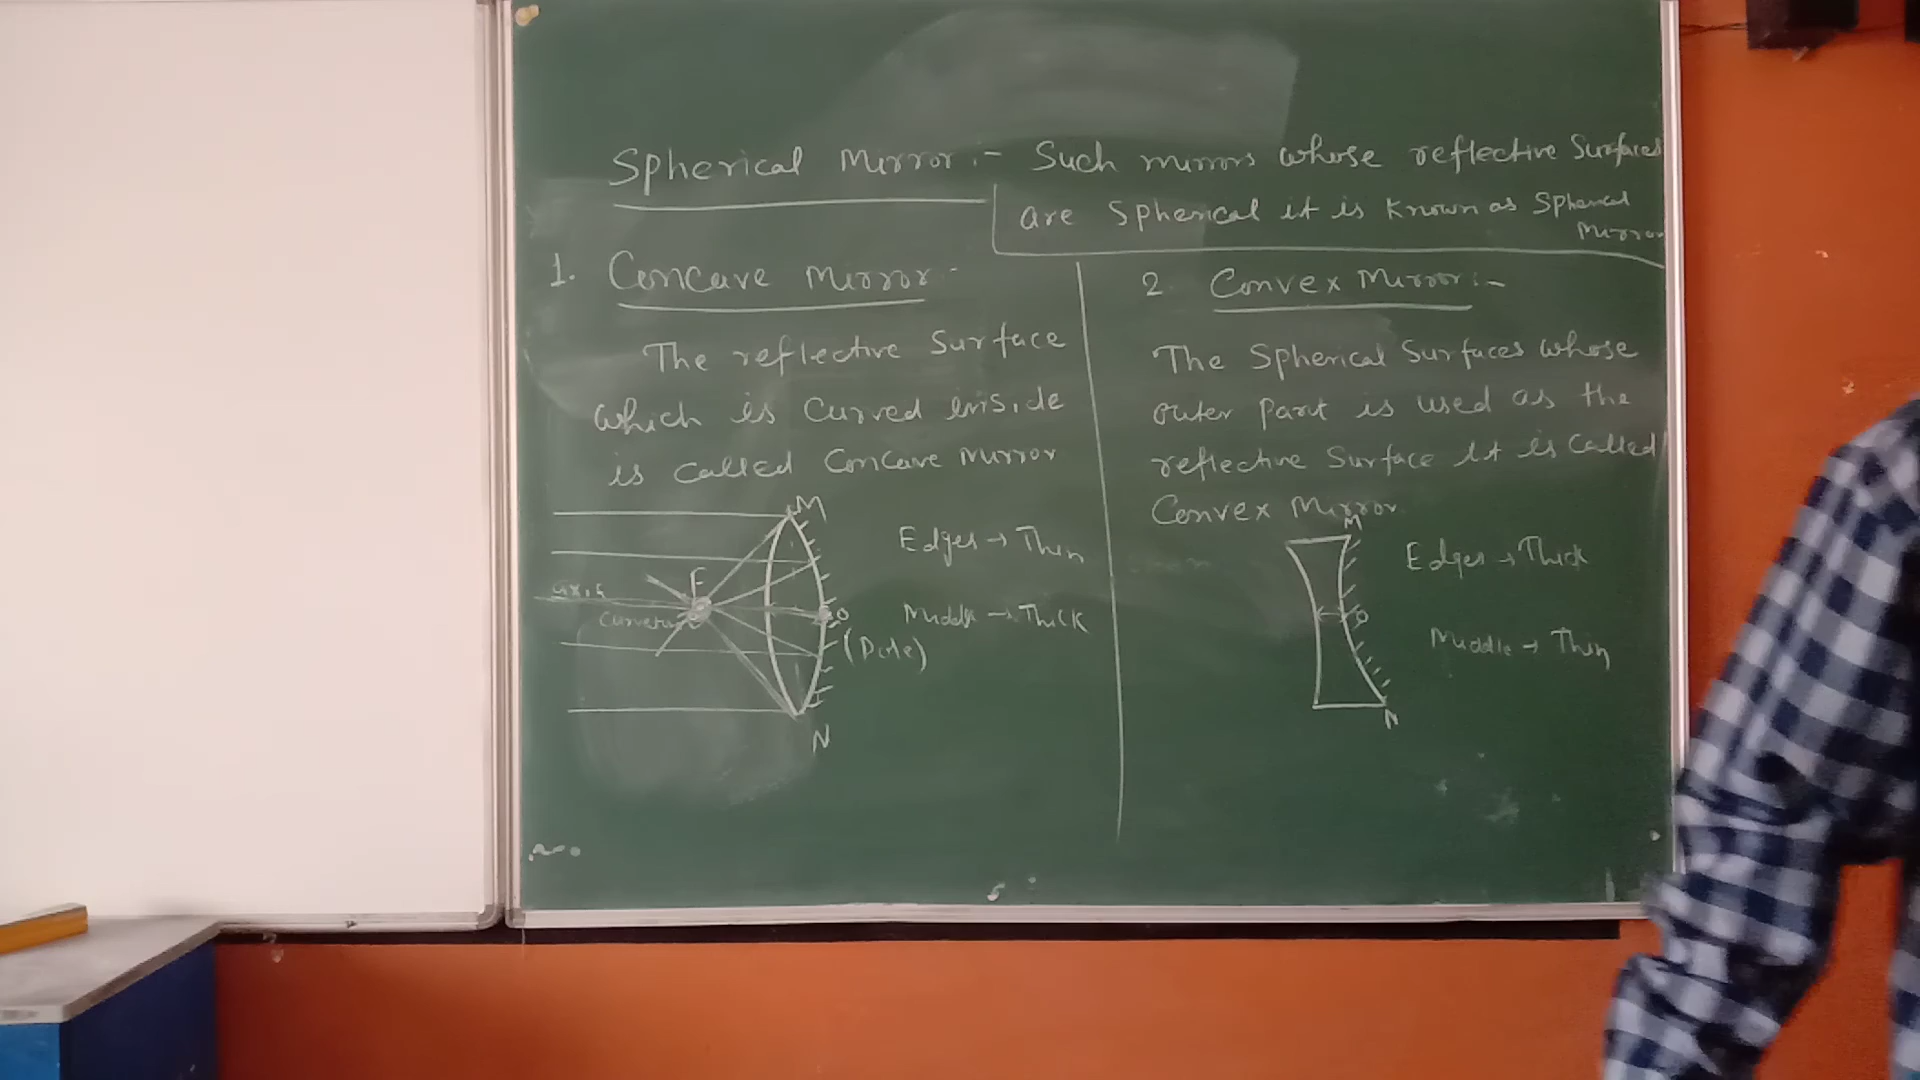 Spherical Mirror :- Such mirrors whose reflective Surfaces
are Spherical it is known as Spherical
Mirror
1. Concave Mirror :-
The reflective Surface
which is Curved inside
is called Concave Mirror
M
Edges → Thin
F
axis
Middle → Thick
P
(Pole)
N
2 Convex Mirror :-
The Spherical Surfaces whose
outer part is used as the
reflective Surface it is called
Convex Mirror
M
Edges → Thick
P
Middle → Thin
N